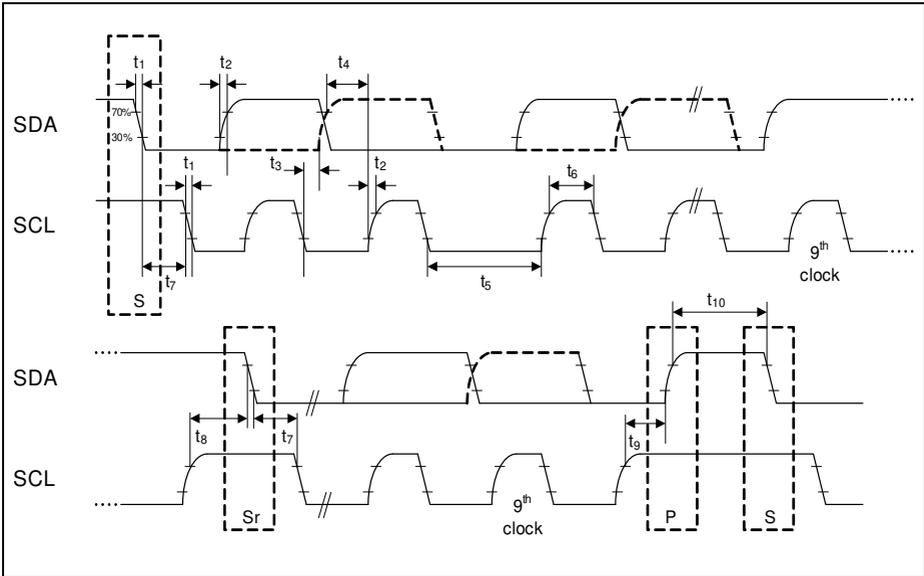 t1 t2 t4
70%
SDA
30%
t1 t3 t2 t6
SCL
t7 t5
9th
clock
S
t10
SDA
t8 t7 t9
SCL
9th
clock
Sr P S